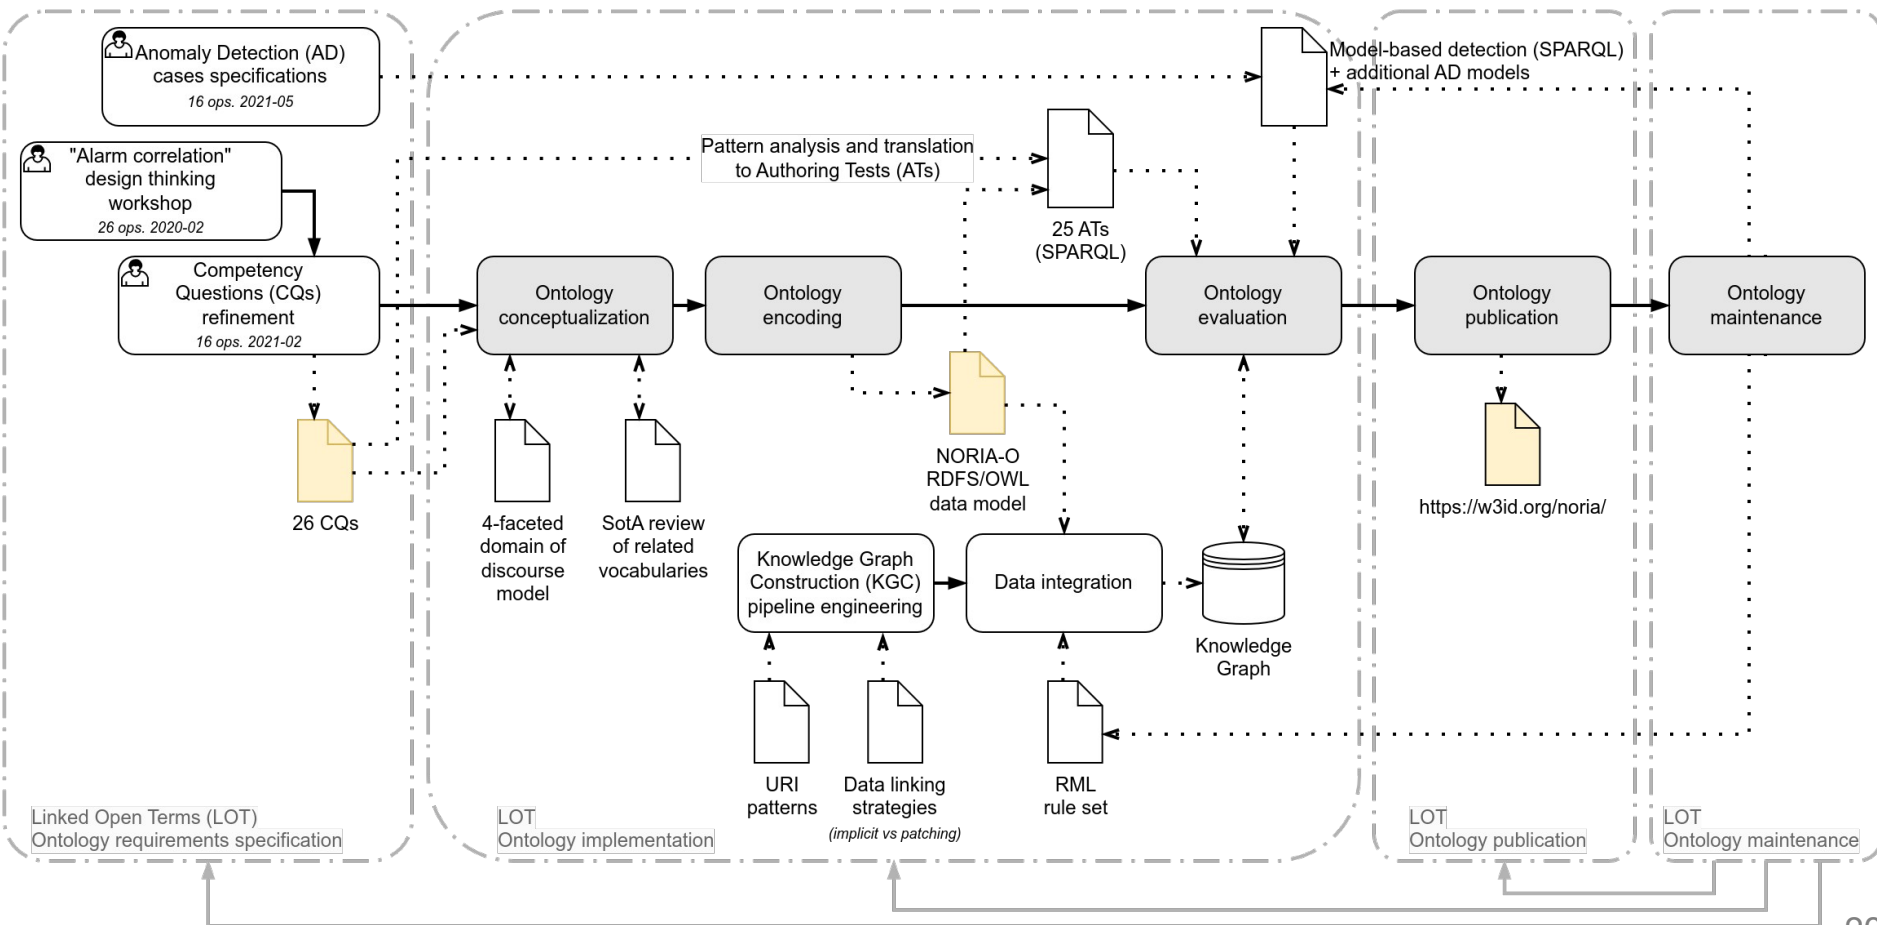 Anomaly Detection (AD)
cases specifications
16 ops. 2021-05
"Alarm correlation"
design thinking
workshop
26 ops. 2020-02
Competency
Questions (CQs)
refinement
16 ops. 2021-02
26 CQs
Linked Open Terms (LOT)
Ontology requirements specification
Model-based detection (SPARQL)
+ additional AD models
Pattern analysis and translation
to Authoring Tests (ATs)
25 ATs
(SPARQL)
Ontology
conceptualization
Ontology
encoding
Ontology
evaluation
4-faceted
domain of
discourse
model
SotA review
of related
vocabularies
NORIA-O
RDFS/OWL
data model
Knowledge Graph
Construction (KGC)
pipeline engineering
Data integration
Knowledge
Graph
URI
patterns
Data linking
strategies
(implicit vs patching)
RML
rule set
LOT
Ontology implementation
Ontology
publication
https://w3id.org/noria/
LOT
Ontology publication
Ontology
maintenance
LOT
Ontology maintenance